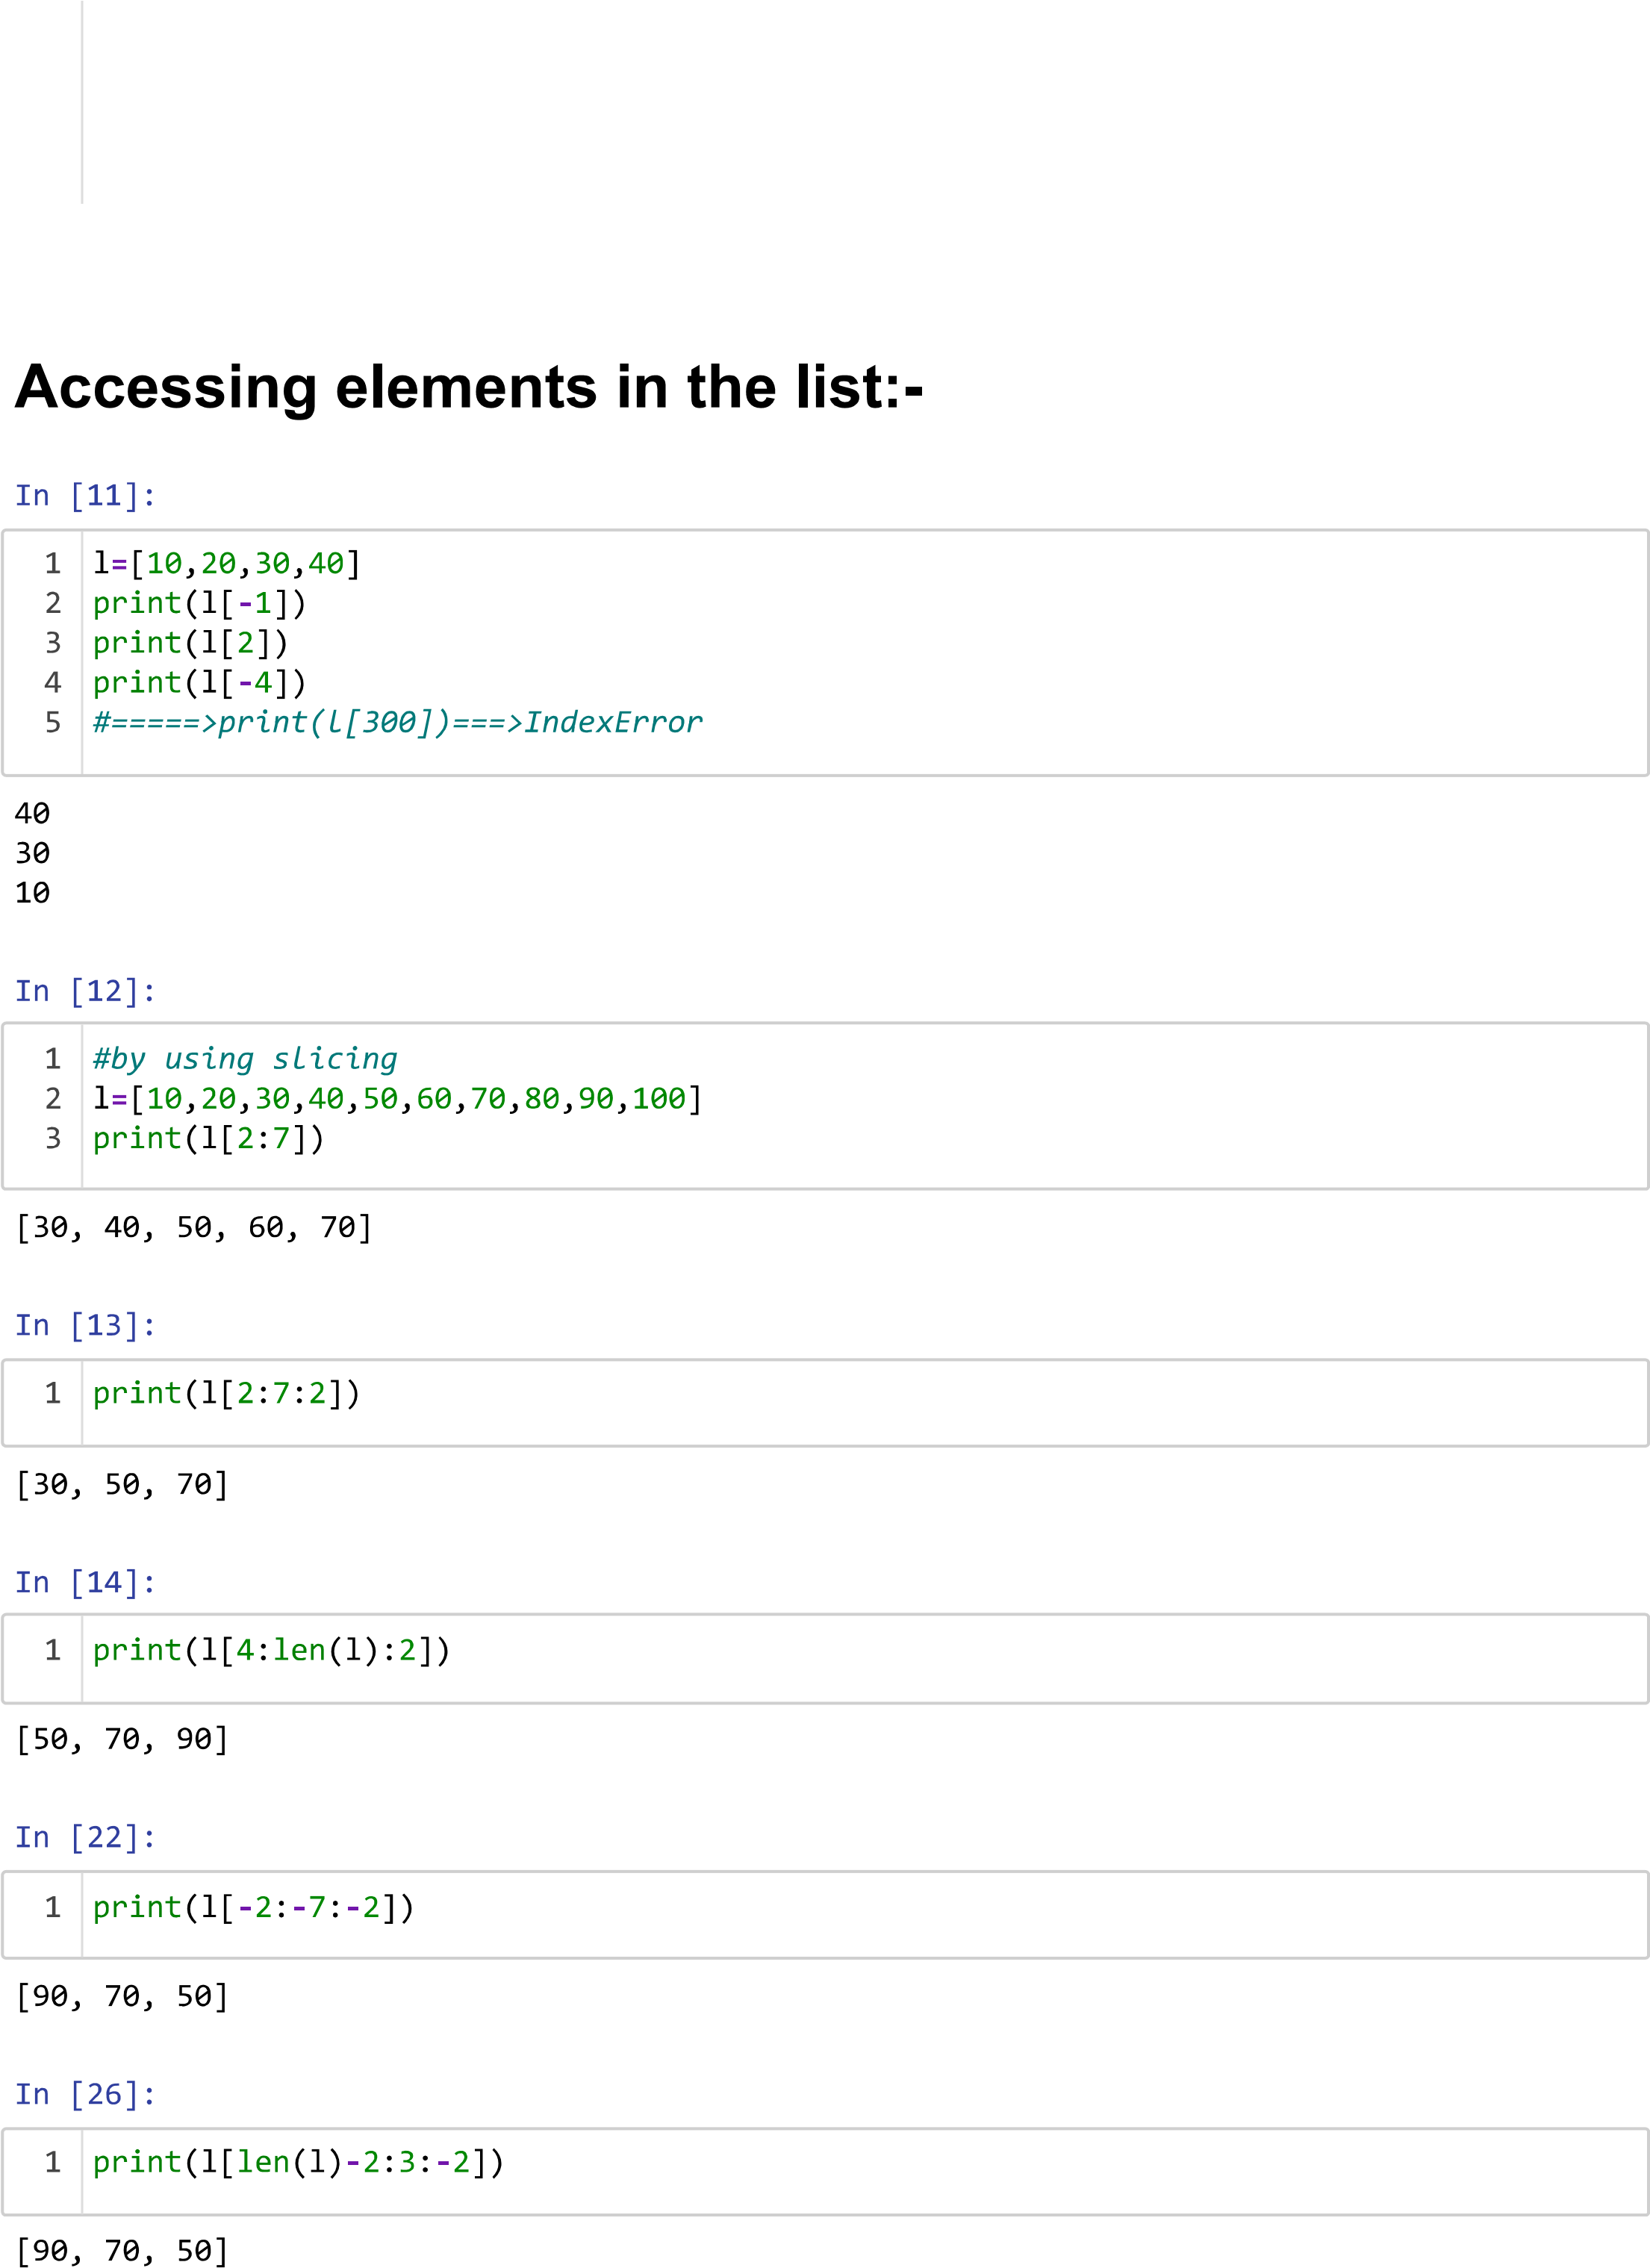 Accessing elements in the list:-
In [11]:
1 l=[10,20,30,40]
2 print(l[-1])
3 print(l[2])
4 print(l[-4])
5 #=====>print(l[300])===>IndexError
40
30
10
In [12]:
1 #by using slicing
2 l=[10,20,30,40,50,60,70,80,90,100]
3 print(l[2:7])
[30, 40, 50, 60, 70]
In [13]:
1 print(l[2:7:2])
[30, 50, 70]
In [14]:
1 print(l[4:len(l):2])
[50, 70, 90]
In [22]:
1 print(l[-2:-7:-2])
[90, 70, 50]
In [26]:
1 print(l[len(l)-2:3:-2])
[90, 70, 50]